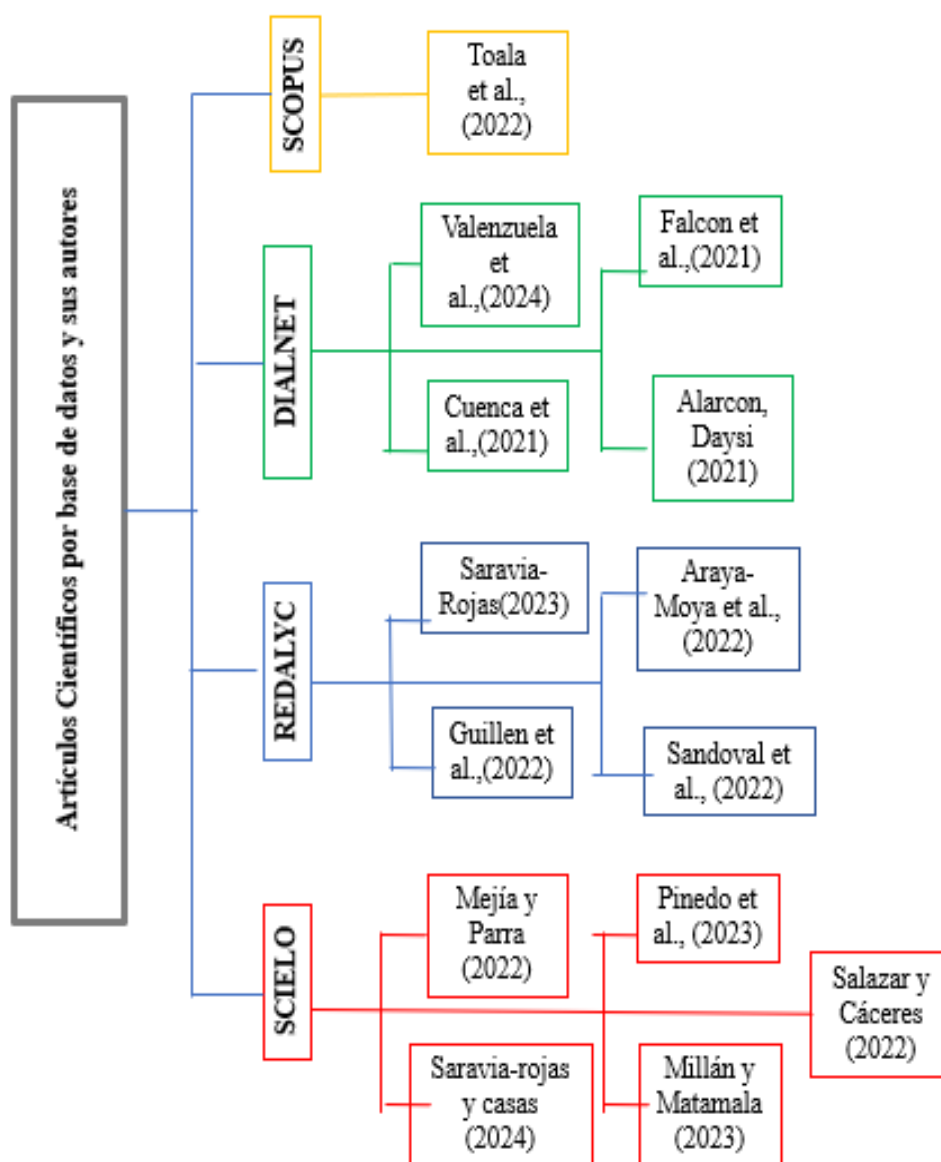 Artículos Científicos por base de datos y sus autores
SCOPUS
Toala
et al.,
(2022)
DIALNET
Valenzuela
et
al.,(2024)
Falcon et
al.,(2021)
Cuenca et
al.,(2021)
Alarcon,
Daysi
(2021)
REDALYC
Saravia-
Rojas(2023)
Araya-
Moya et al.,
(2022)
Guillen et
al.,(2022)
Sandoval et
al., (2022)
SCIELO
Mejía y
Parra
(2022)
Pinedo et
al., (2023)
Salazar y
Cáceres
(2022)
Saravia-rojas
y casas
(2024)
Millán y
Matamala
(2023)